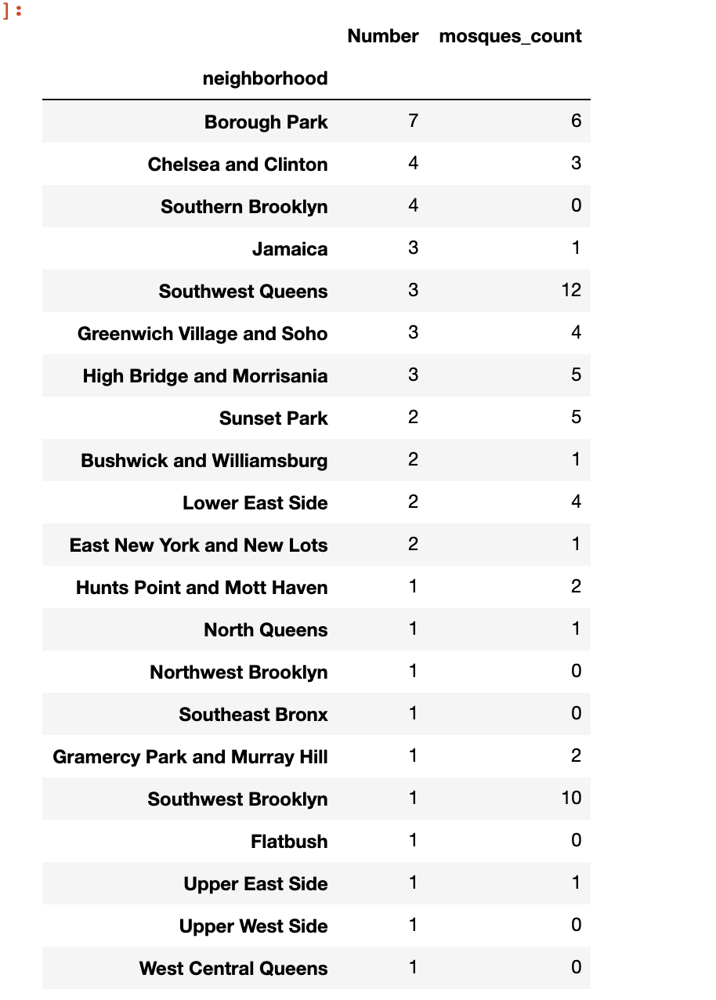 ]:
Number mosques_count
neighborhood
Borough Park 7 6
Chelsea and Clinton 4 3
Southern Brooklyn 4 0
Jamaica 3 1
Southwest Queens 3 12
Greenwich Village and Soho 3 4
High Bridge and Morrisania 3 5
Sunset Park 2 5
Bushwick and Williamsburg 2 1
Lower East Side 2 4
East New York and New Lots 2 1
Hunts Point and Mott Haven 1 2
North Queens 1 1
Northwest Brooklyn 1 0
Southeast Bronx 1 0
Gramercy Park and Murray Hill 1 2
Southwest Brooklyn 1 10
Flatbush 1 0
Upper East Side 1 1
Upper West Side 1 0
West Central Queens 1 0